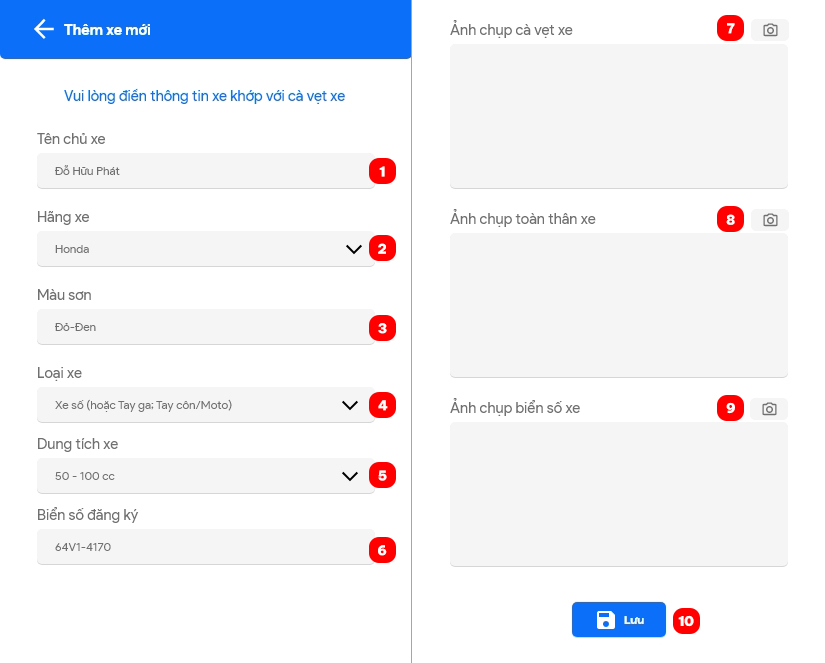 Thêm xe mới
Vui lòng điền thông tin xe khớp với cà vẹt xe
Tên chủ xe
Đỗ Hữu Phát
1
Hãng xe
Honda
2
Màu sơn
Đỏ-Đen
3
Loại xe
Xe số (hoặc Tay ga; Tay côn/Moto)
4
Dung tích xe
50 - 100 cc
5
Biển số đăng ký
64V1-4170
6
Ảnh chụp cà vẹt xe
7
Ảnh chụp toàn thân xe
8
Ảnh chụp biển số xe
9
Lưu
10